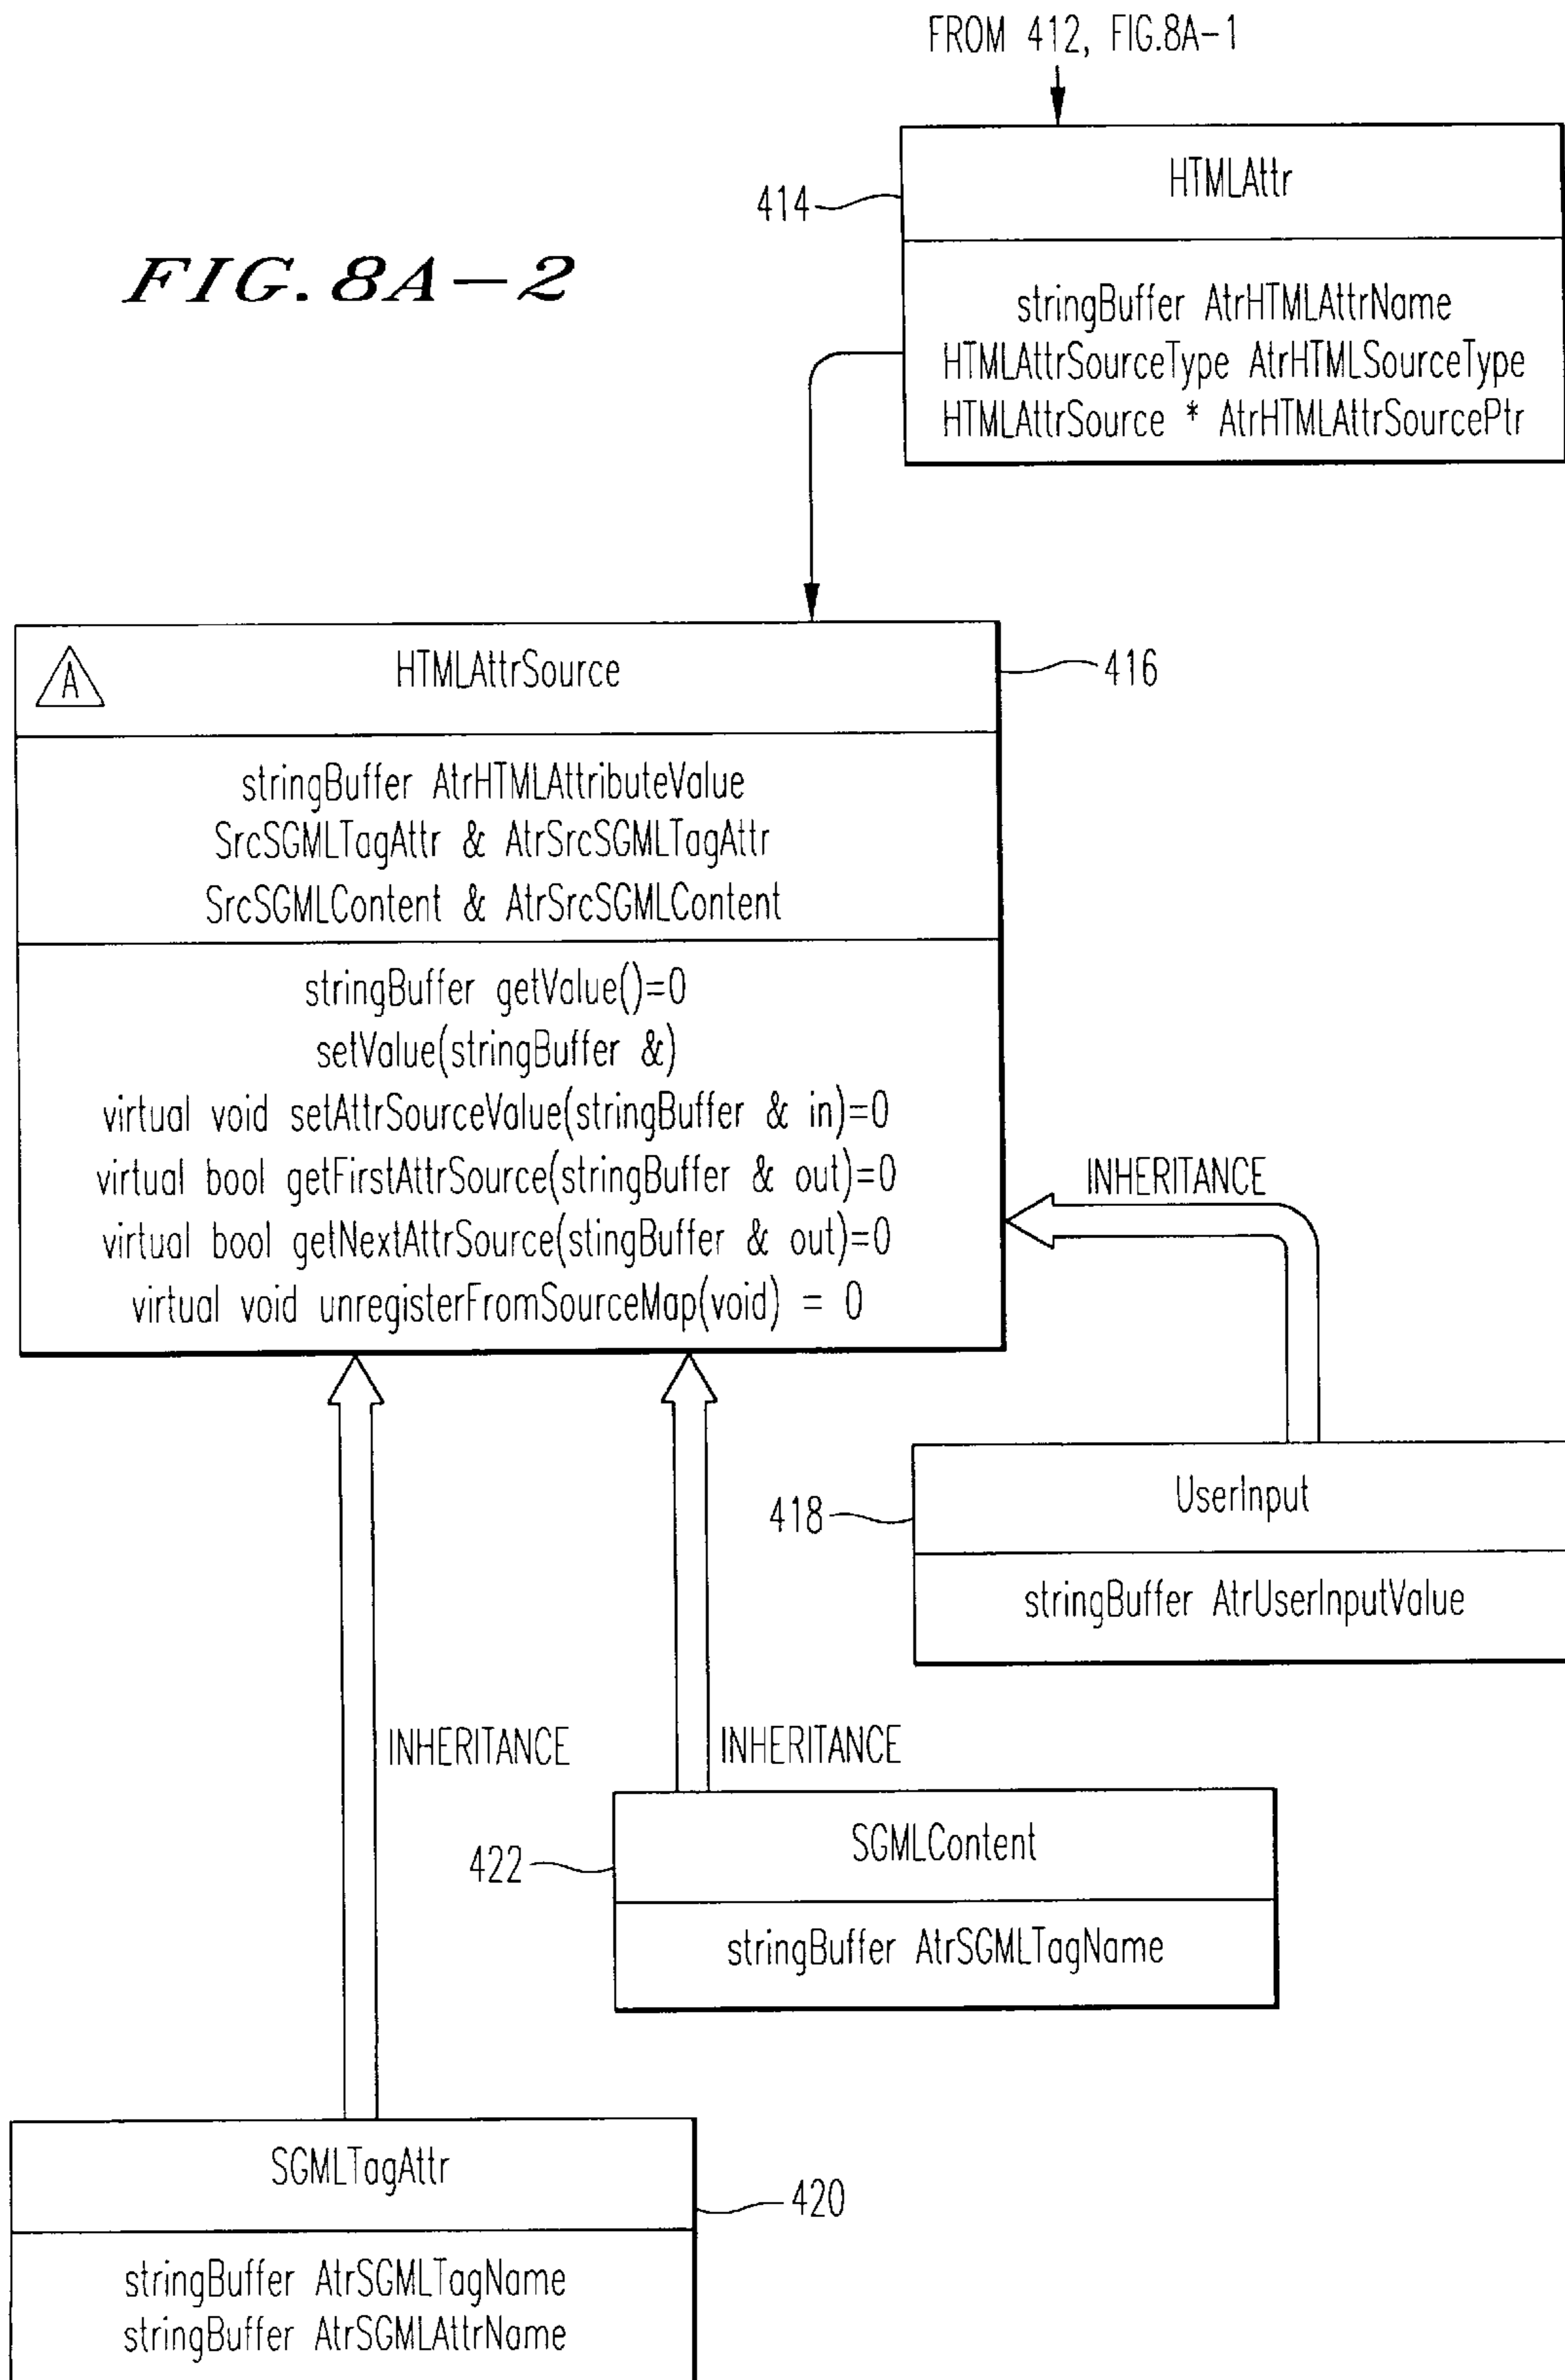 FROM 412, FIG.8A-1
HTMLAttr
414
FIG. 8A-2
stringBuffer AtrHTMLAttrName
HTMLAttrSourceType AtrHTMLSourceType
HTMLAttrSource * AtrHTMLAttrSourcePtr
A
HTMLAttrSource
416
stringBuffer AtrHTMLAttributeValue
SrcSGMLTagAttr & AtrSrcSGMLTagAttr
SrcSGMLContent & AtrSrcSGMLContent
stringBuffer getValue()=0
setValue(stringBuffer &)
virtual void setAttrSourceValue(stringBuffer & in)=0
virtual bool getFirstAttrSource(stringBuffer & out)=0
virtual bool getNextAttrSource(stingBuffer & out)=0
virtual void unregisterFromSourceMap(void) = 0
INHERITANCE
UserInput
418
stringBuffer AtrUserInputValue
INHERITANCE
INHERITANCE
SGMLContent
422
stringBuffer AtrSGMLTagName
SGMLTagAttr
420
stringBuffer AtrSGMLTagName
stringBuffer AtrSGMLAttrName